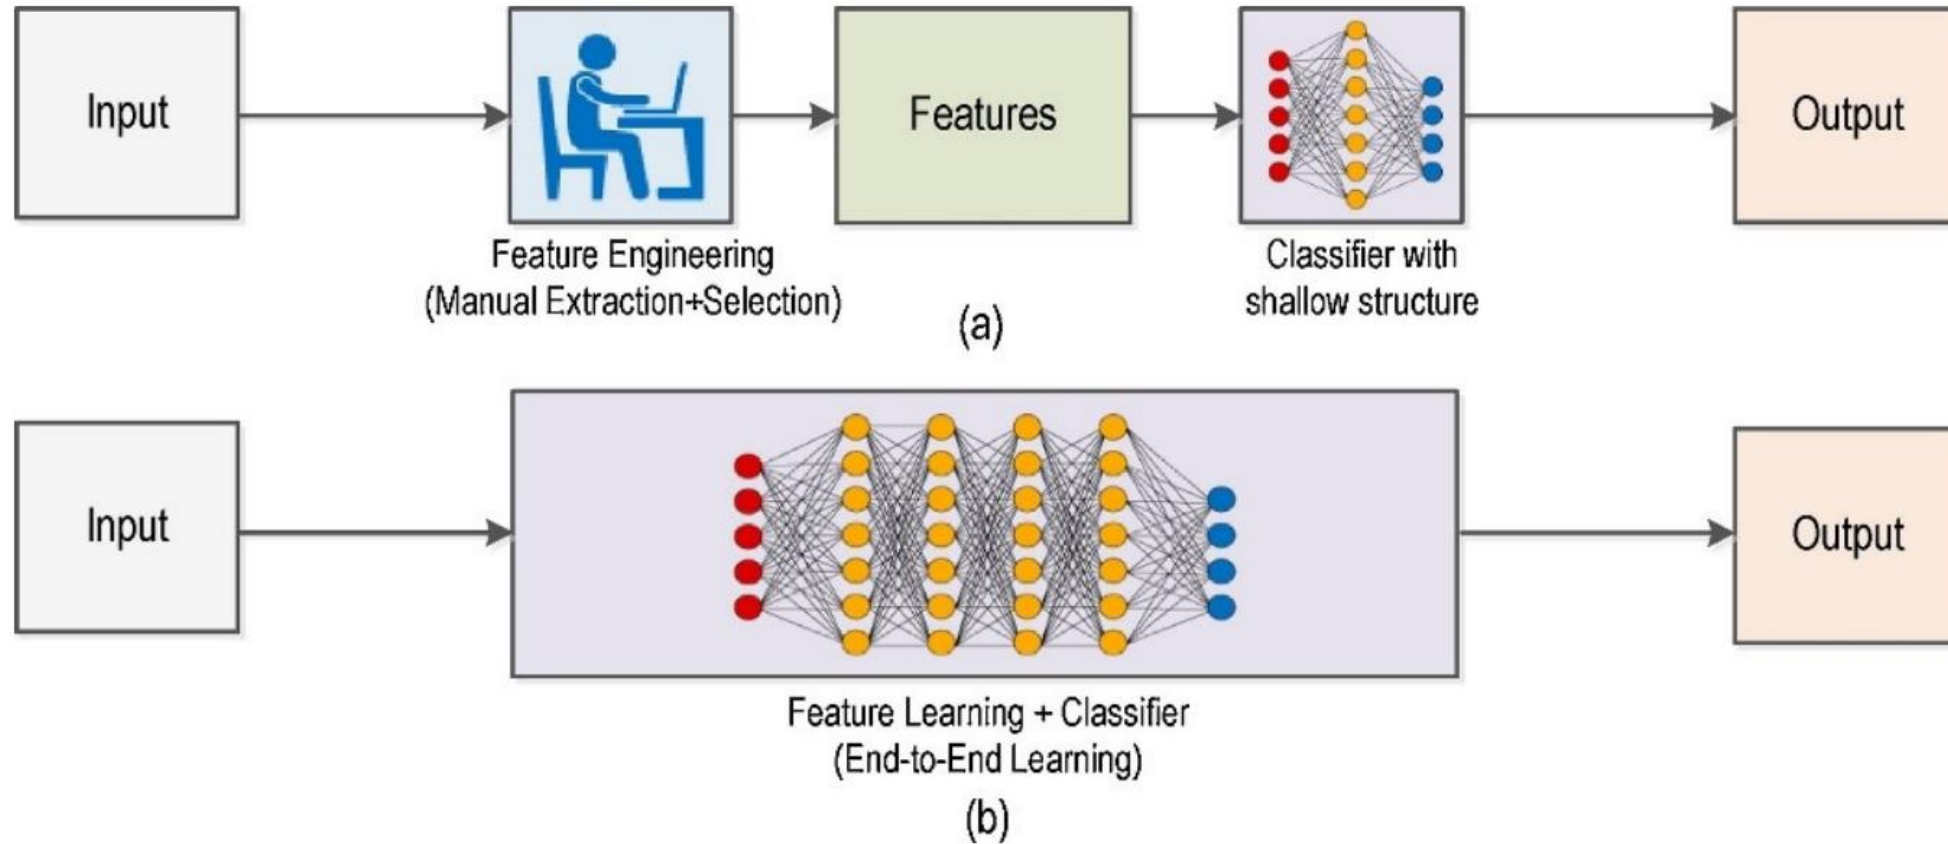 Input
Features
Output
Feature Engineering
(Manual Extraction+Selection)
Classifier with
shallow structure
(a)
Input
Output
Feature Learning + Classifier
(End-to-End Learning)
(b)